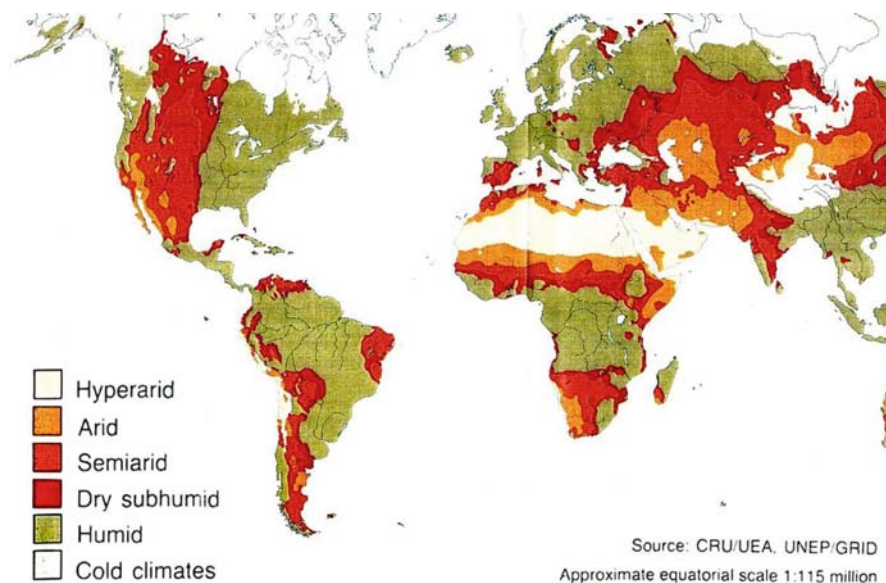 Hyperarid
Arid
Semiarid
Dry subhumid
Humid
Cold climates
Source: CRU/UEA, UNEP/GRID
Approximate equatorial scale 1:115 million